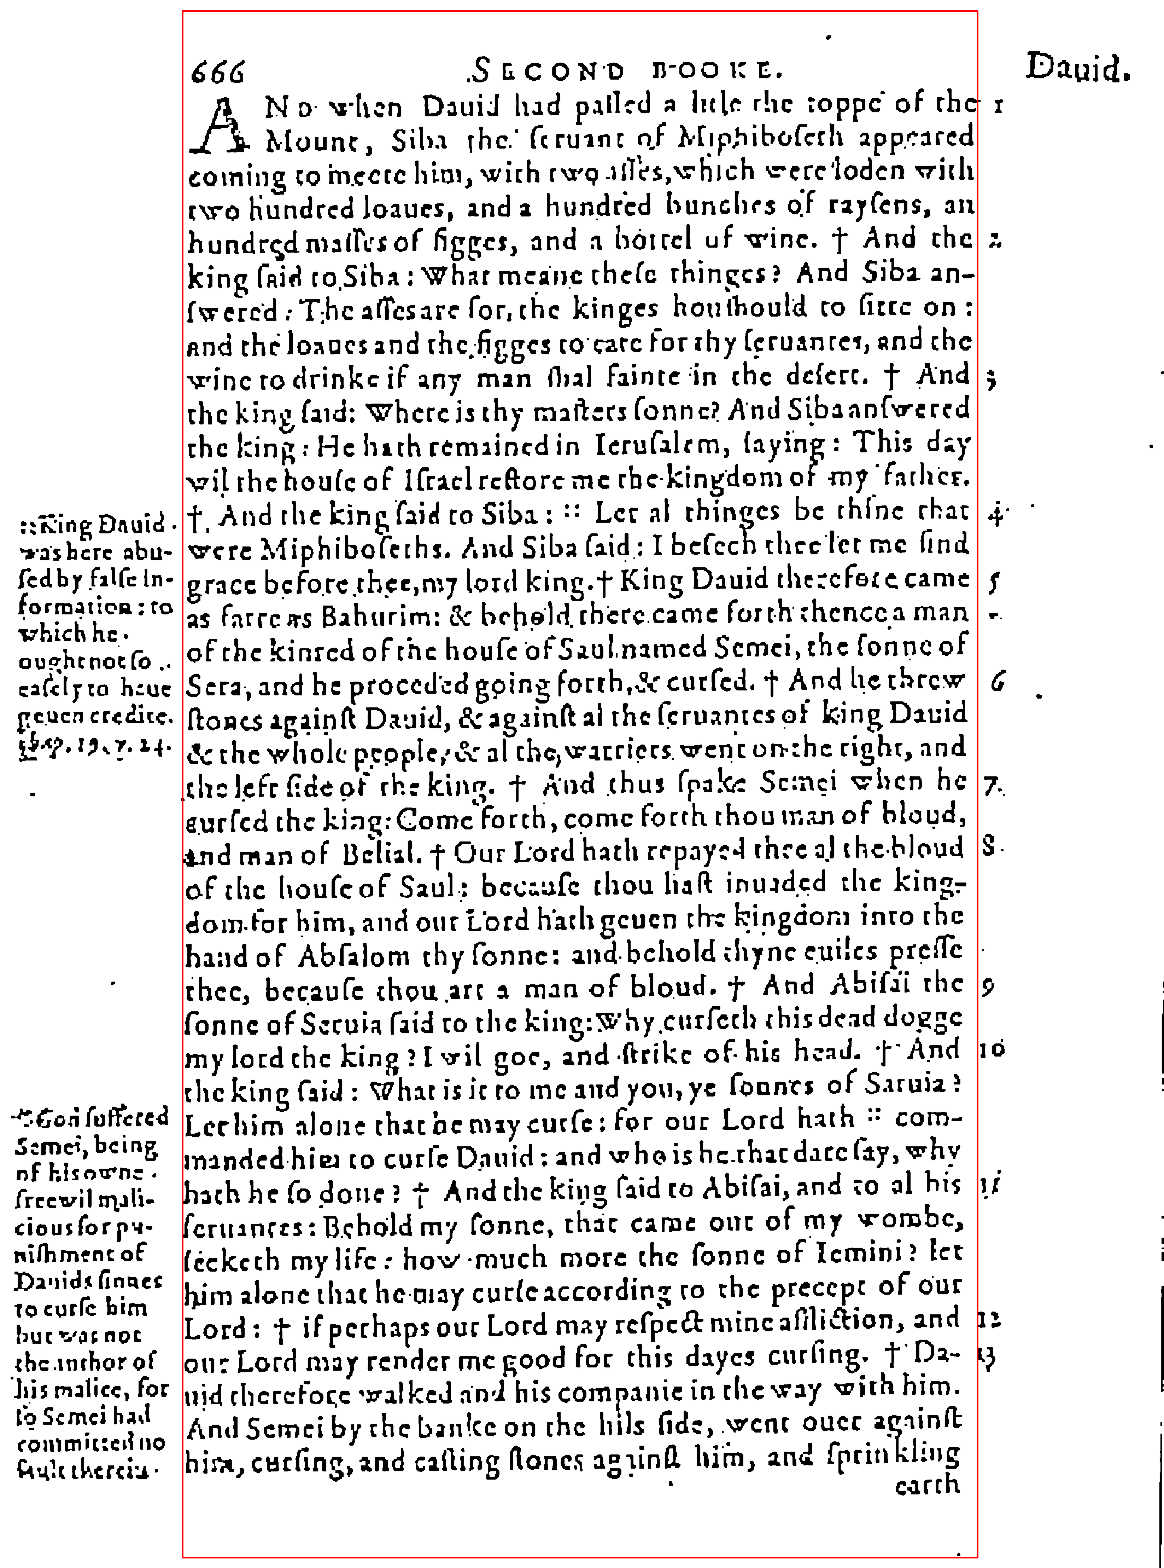 666 SECOND BOOKE. Dauid.
AND when Dauid had passed a litle the toppe of the 1
Mount, Siba the seruant of Miphiboseth appeared
coming to meete him, with two asses, which were loden with
two hundred loaues, and a hundred bunches of raysens, an
hundred masses of figges, and a bottel of wine. † And the 2
king said to Siba: What meane these thinges? And Siba an-
swered: The asses are for, the kinges houshould to sitte on:
and the loaues and the figges to eate for thy seruantes, and the
wine to drinke if any man shal fainte in the desert. † And 3
the king said: Where is thy masters sonne? And Siba answered
the king: He hath remained in Ierusalem, saying: This day
wil the house of Israel restore me the kingdom of my father.
† And the king said to Siba: :: Let al thinges be thine that 4
were Miphiboseths. And Siba said: I besech thee let me find
grace before thee, my lord king. † King Dauid therefore came 5
as farre as Bahurim: & behold there came forth thence a man
of the kinred of the house of Saul named Semei, the sonne of
Sera, and he proceded going forth, & cursed. † And he threw 6
stones against Dauid, & against al the seruantes of king Dauid
& the whole people, & al the warriers went on the right, and
the left side of the king. † And thus spake Semei when he 7.
cursed the king: Come forth, come forth thou man of bloud,
and man of Belial. † Our Lord hath repayed thee al the bloud 8
of the house of Saul: because thou hast inuaded the king-
dom for him, and our Lord hath geuen the kingdom into the
hand of Absalom thy sonne: and behold thyne euiles presse
thee, because thou art a man of bloud. † And Abisai the 9
sonne of Seruia said to the king: Why curseth this dead dogge
my lord the king? I wil goe, and strike of his head. † And 10
the king said: What is it to me and you, ye sonnes of Saruia?
Let him alone that he may curse: for our Lord hath :: com-
manded him to curse Dauid: and who is he that dare say, why
hath he so done? † And the king said to Abisai, and to al his 11
seruantes: Behold my sonne, that came out of my wombe,
seeketh my life: how much more the sonne of Iemini? let
him alone that he may curse according to the precept of our
Lord: † if perhaps our Lord may respect mine affliction, and 12
our Lord may render me good for this dayes cursing. † Da- 13
uid therefore walked and his companie in the way with him.
And Semei by the banke on the hils side, went ouer against
him, cursing, and casting stones against him, and sprinkling
earth
::King Dauid
was here abu-
sed by false in-
formation: to
which he
ought not so
easely to haue
geuen credite.
chap. 19. v. 24.
:: God suffered
Semei, being
of his owne
freewil mali-
cious for pu-
nishment of
Dauids sinnes
to curse him
but was not
the author of
his malice, for
so Semei had
committed no
fault therein.